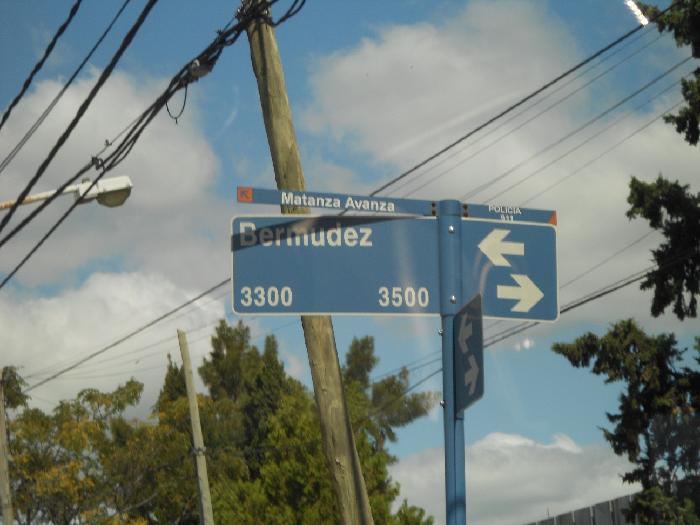 Matanza Avanza
POLICIA
911
Bermudez
3300 3500